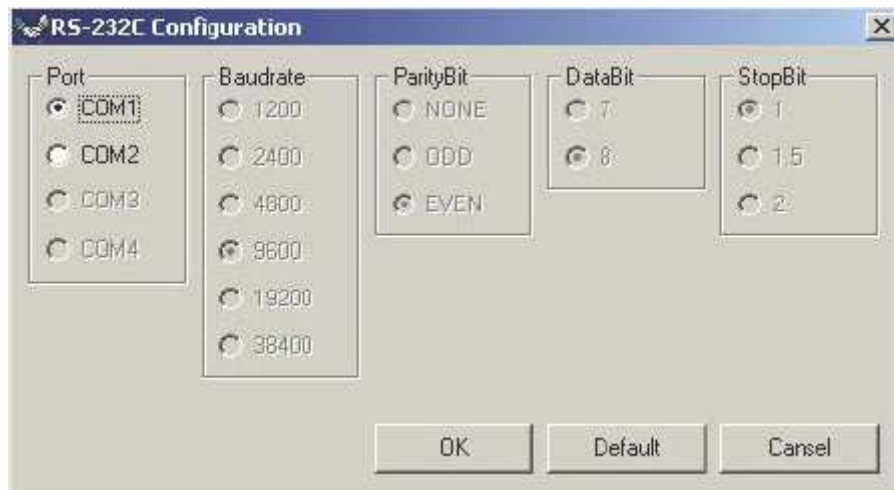 RS-232C Configuration
Port
COM1
COM2
COM3
COM4
Baudrate
1200
2400
4800
9600
19200
38400
ParityBit
NONE
ODD
EVEN
DataBit
7
8
StopBit
1
1.5
2
OK
Default
Cansel